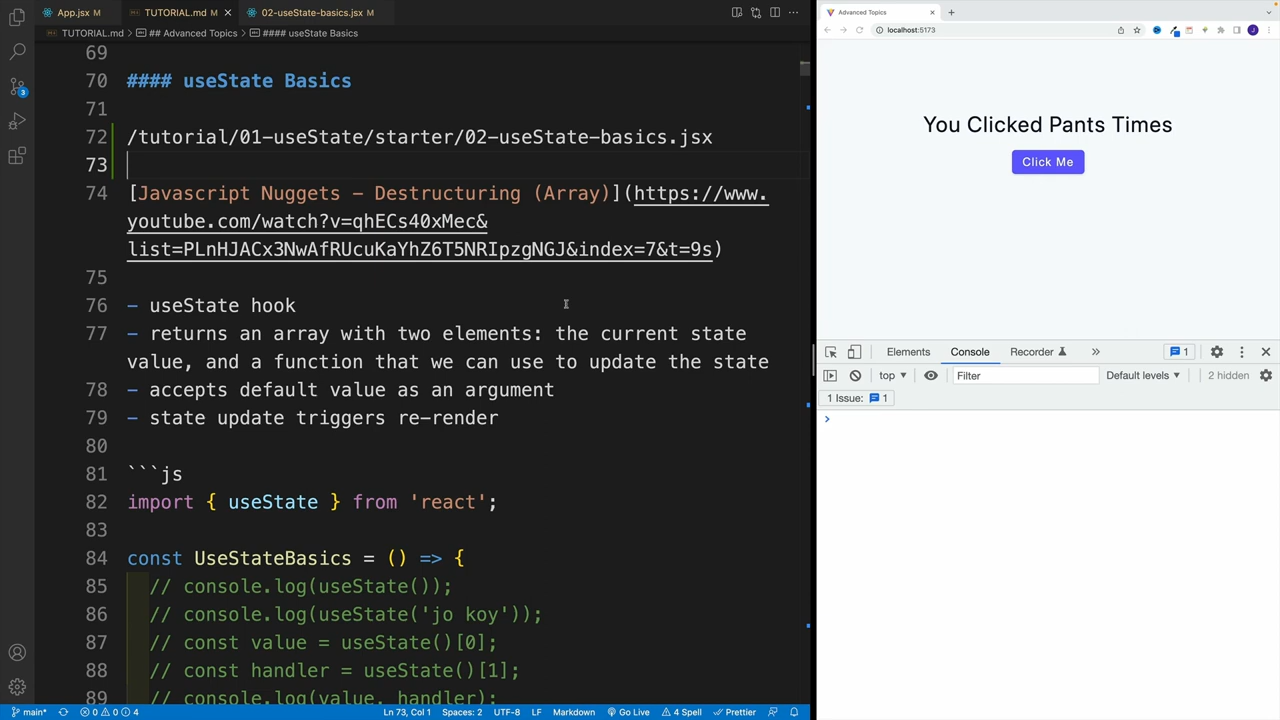 App.jsx M
TUTORIAL.md M
02-useState-basics.jsx M
TUTORIAL.md > ## Advanced Topics > #### useState Basics
69
70 #### useState Basics
71
72 /tutorial/01-useState/starter/02-useState-basics.jsx
73
74 [Javascript Nuggets - Destructuring (Array)](https://www.
youtube.com/watch?v=qhECs40xMec&
list=PLnHJACx3NwAfRUcuKaYhZ6T5NRIpzgNGJ&index=7&t=9s)
75
76 - useState hook
77 - returns an array with two elements: the current state
value, and a function that we can use to update the state
78 - accepts default value as an argument
79 - state update triggers re-render
80
81 ```js
82 import { useState } from 'react';
83
84 const UseStateBasics = () => {
85 // console.log(useState());
86 // console.log(useState('jo koy'));
87 // const value = useState()[0];
88 // const handler = useState()[1];
89 // console.log(value, handler);
3
main* 0 0 4
Ln 73, Col 1 Spaces: 2 UTF-8 LF Markdown Go Live 4 Spell Prettier
Advanced Topics
localhost:5173
J
You Clicked Pants Times
Click Me
Elements Console Recorder 1
top Filter Default levels 2 hidden
1 Issue: 1